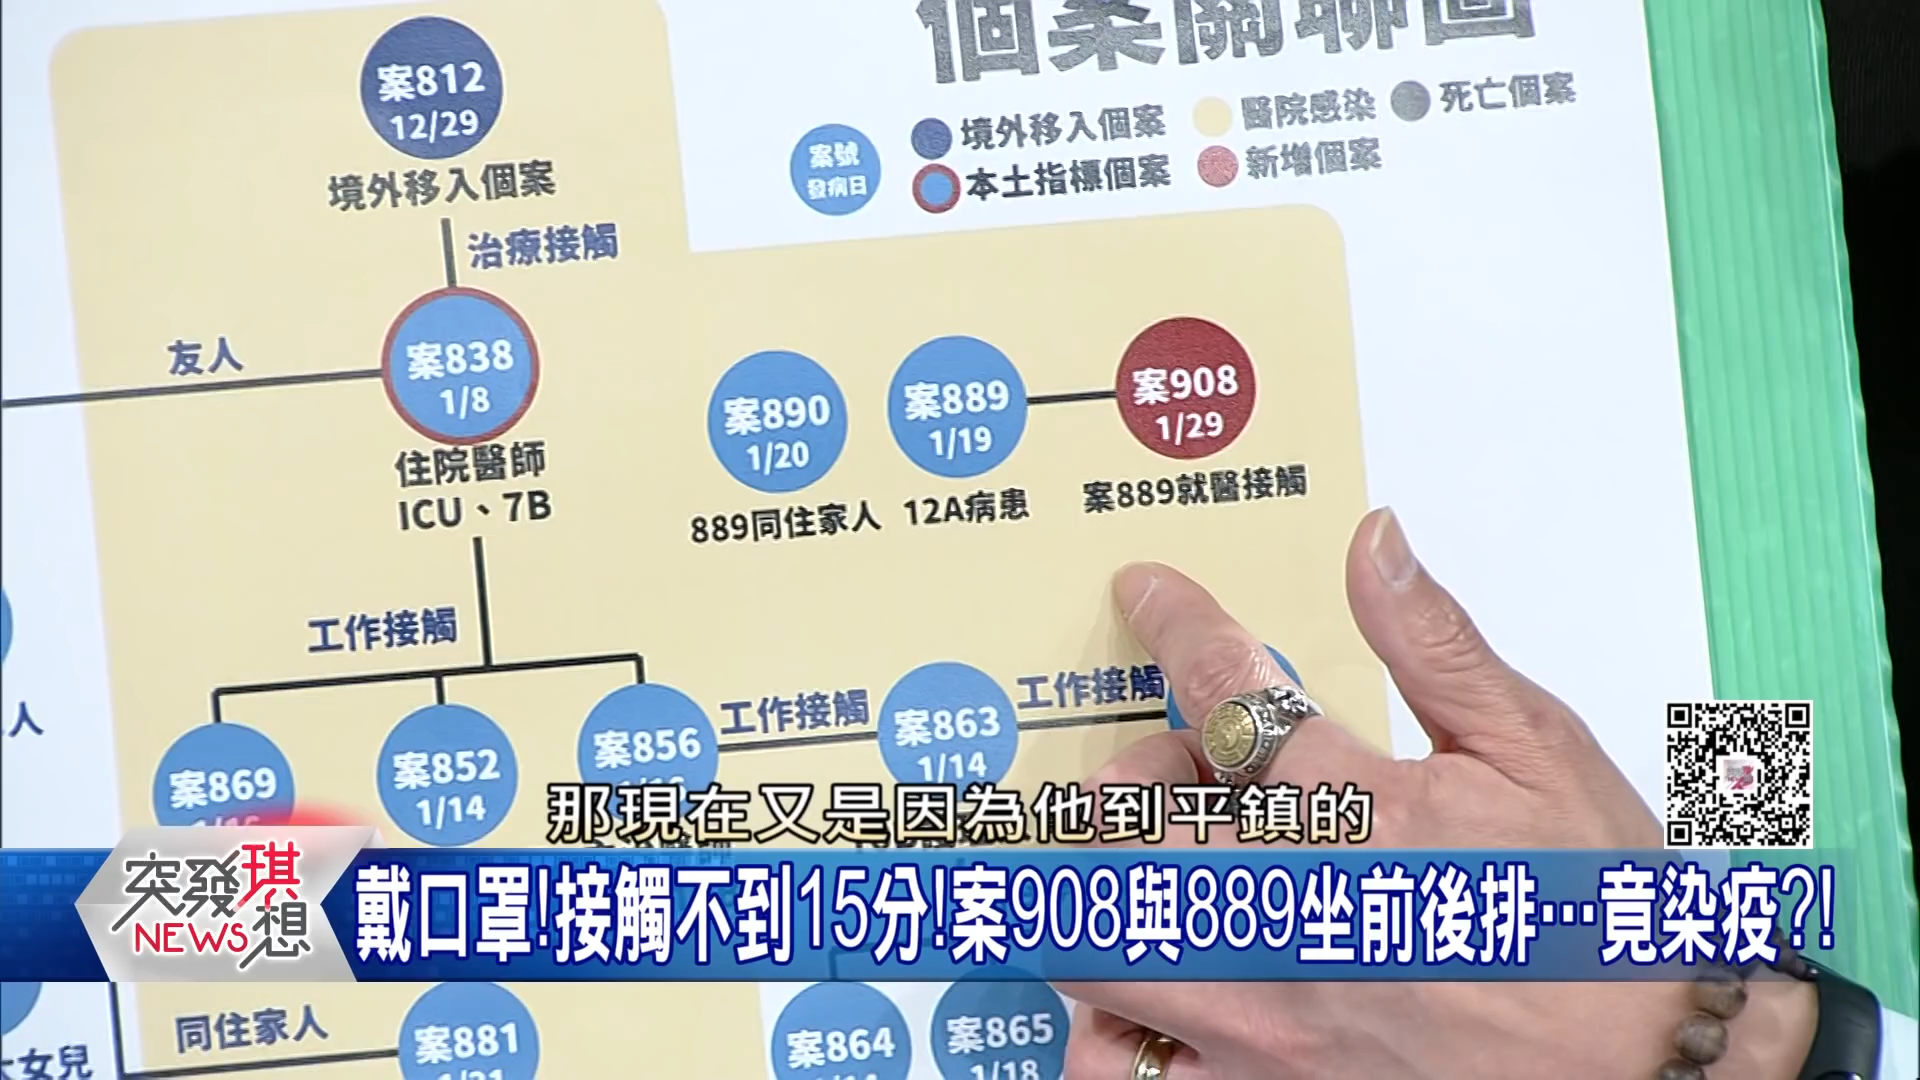 個案關聯圖
案號
發病日
境外移入個案
醫院感染
死亡個案
本土指標個案
新增個案
案812
12/29
境外移入個案
治療接觸
友人
案838
1/8
住院醫師
ICU、7B
案890
1/20
889同住家人
案889
1/19
12A病患
案908
1/29
案889就醫接觸
工作接觸
人
案869
案852
1/14
案856
工作接觸
案863
1/14
工作接觸
那現在又是因為他到平鎮的
突發琪想
NEWS
戴口罩!接觸不到15分!案908與889坐前後排…竟染疫?!
同住家人
大女兒
案881
1/21
案864
案865
1/18